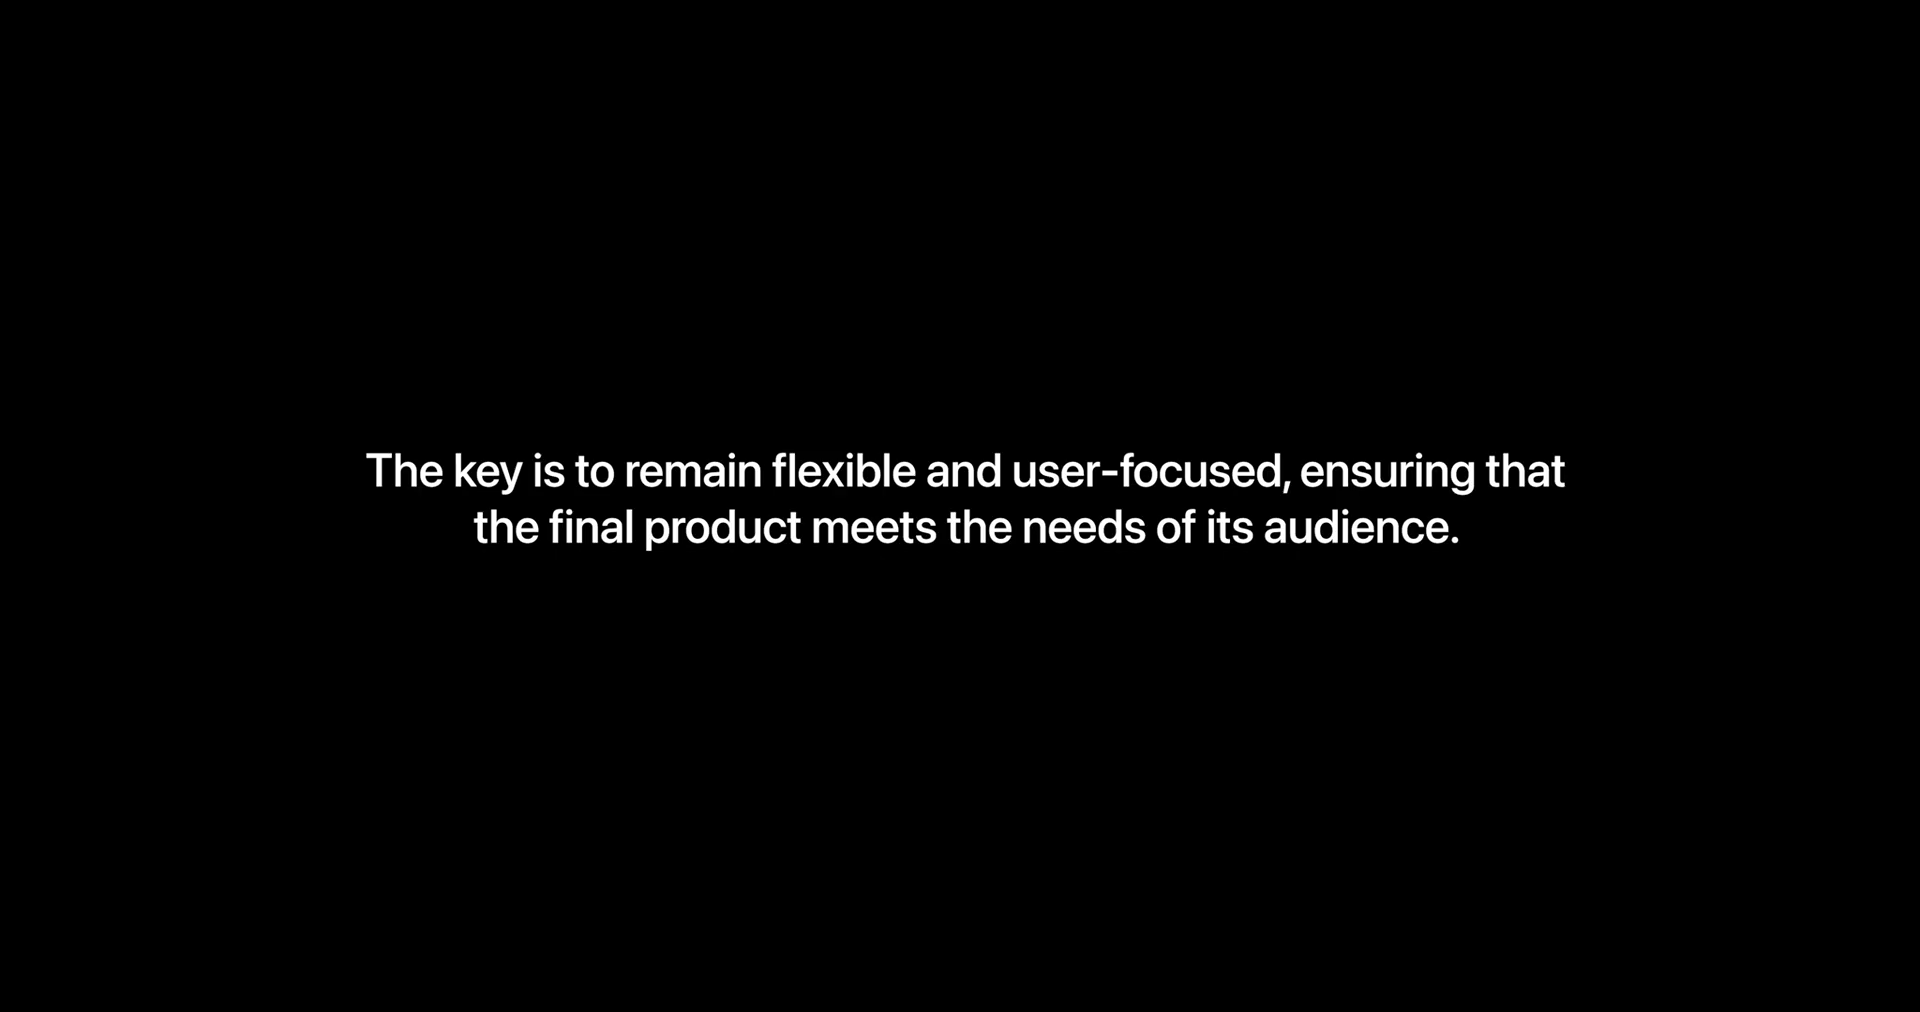 The key is to remain flexible and user-focused, ensuring that
the final product meets the needs of its audience.